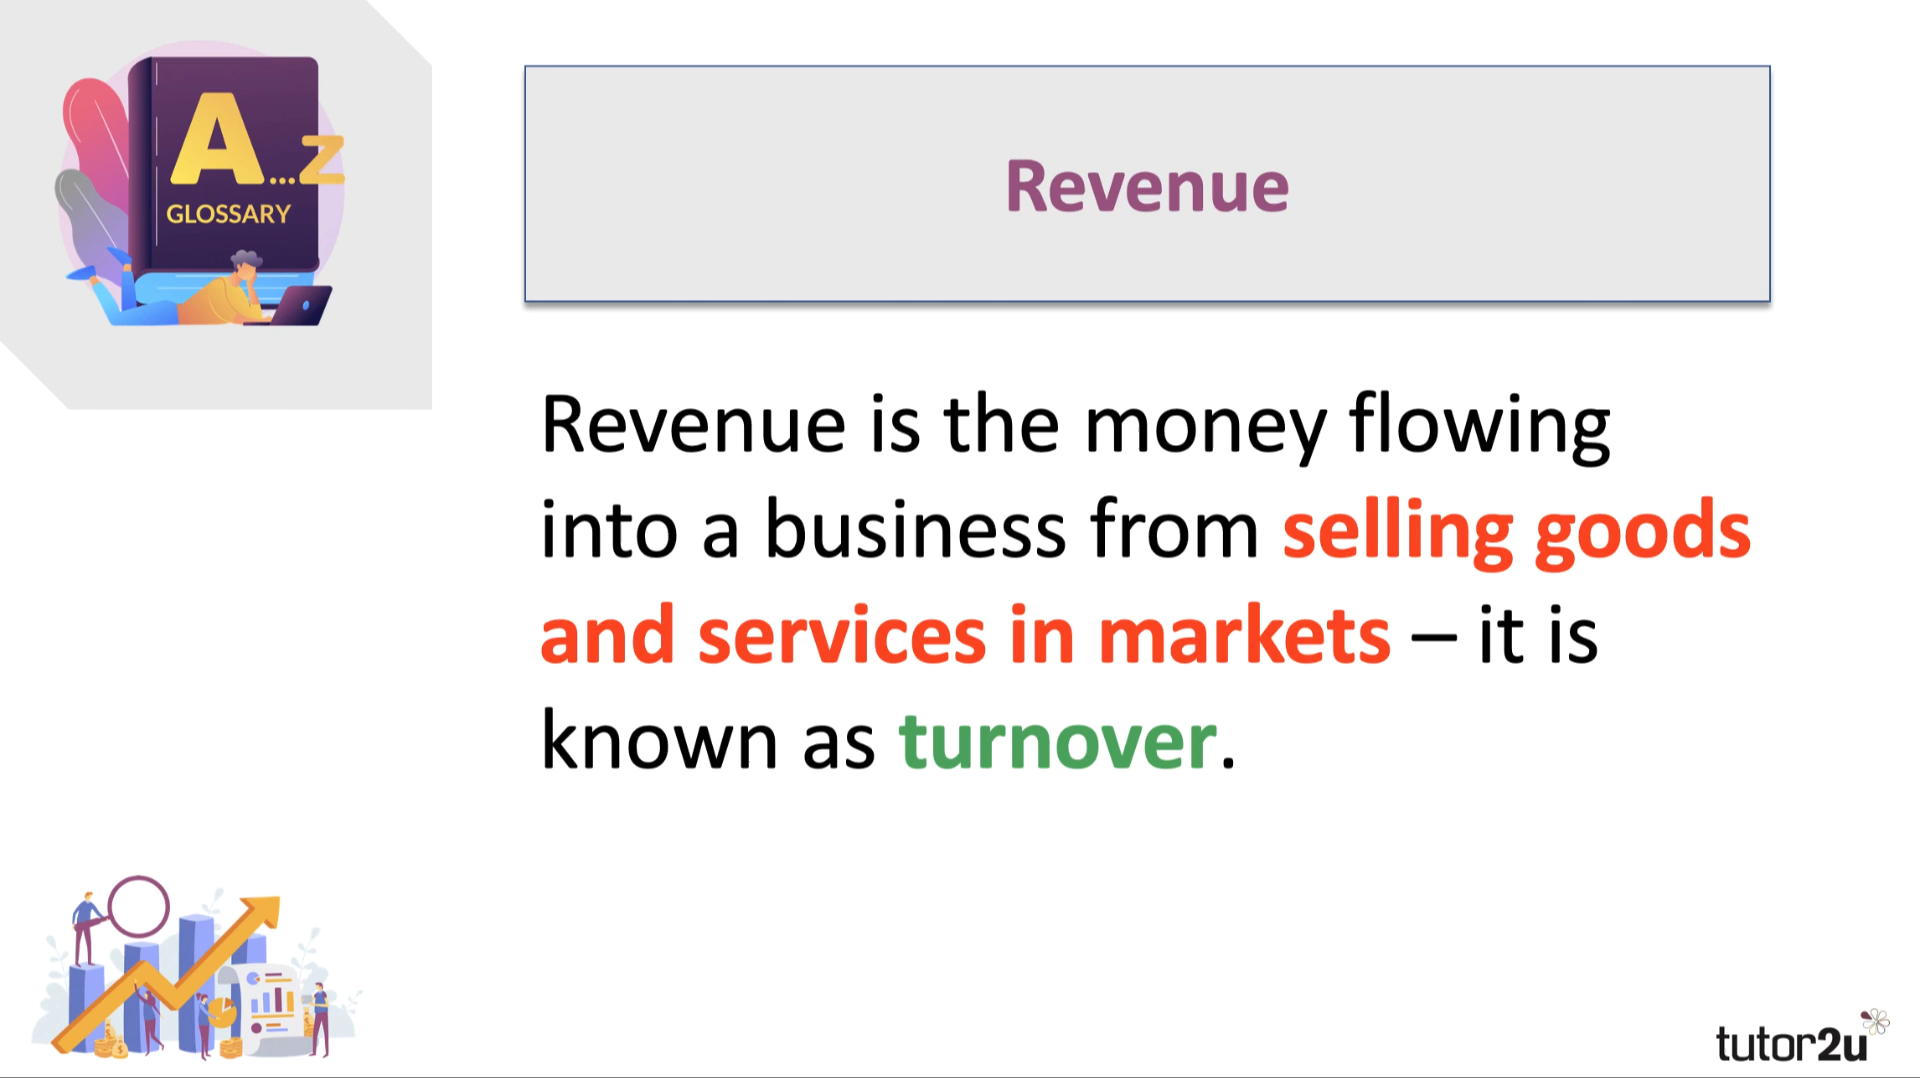 A...Z
GLOSSARY
Revenue
Revenue is the money flowing
into a business from selling goods
and services in markets – it is
known as turnover.
tutor2u